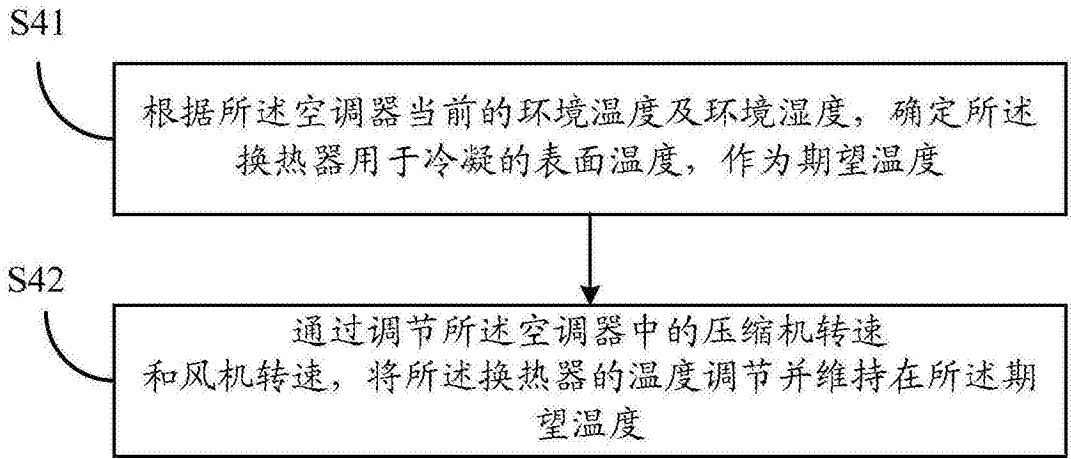 S41
根据所述空调器当前的环境温度及环境湿度，确定所述
换热器用于冷凝的表面温度，作为期望温度
S42
通过调节所述空调器中的压缩机转速
和风机转速，将所述换热器的温度调节并维持在所述期
望温度